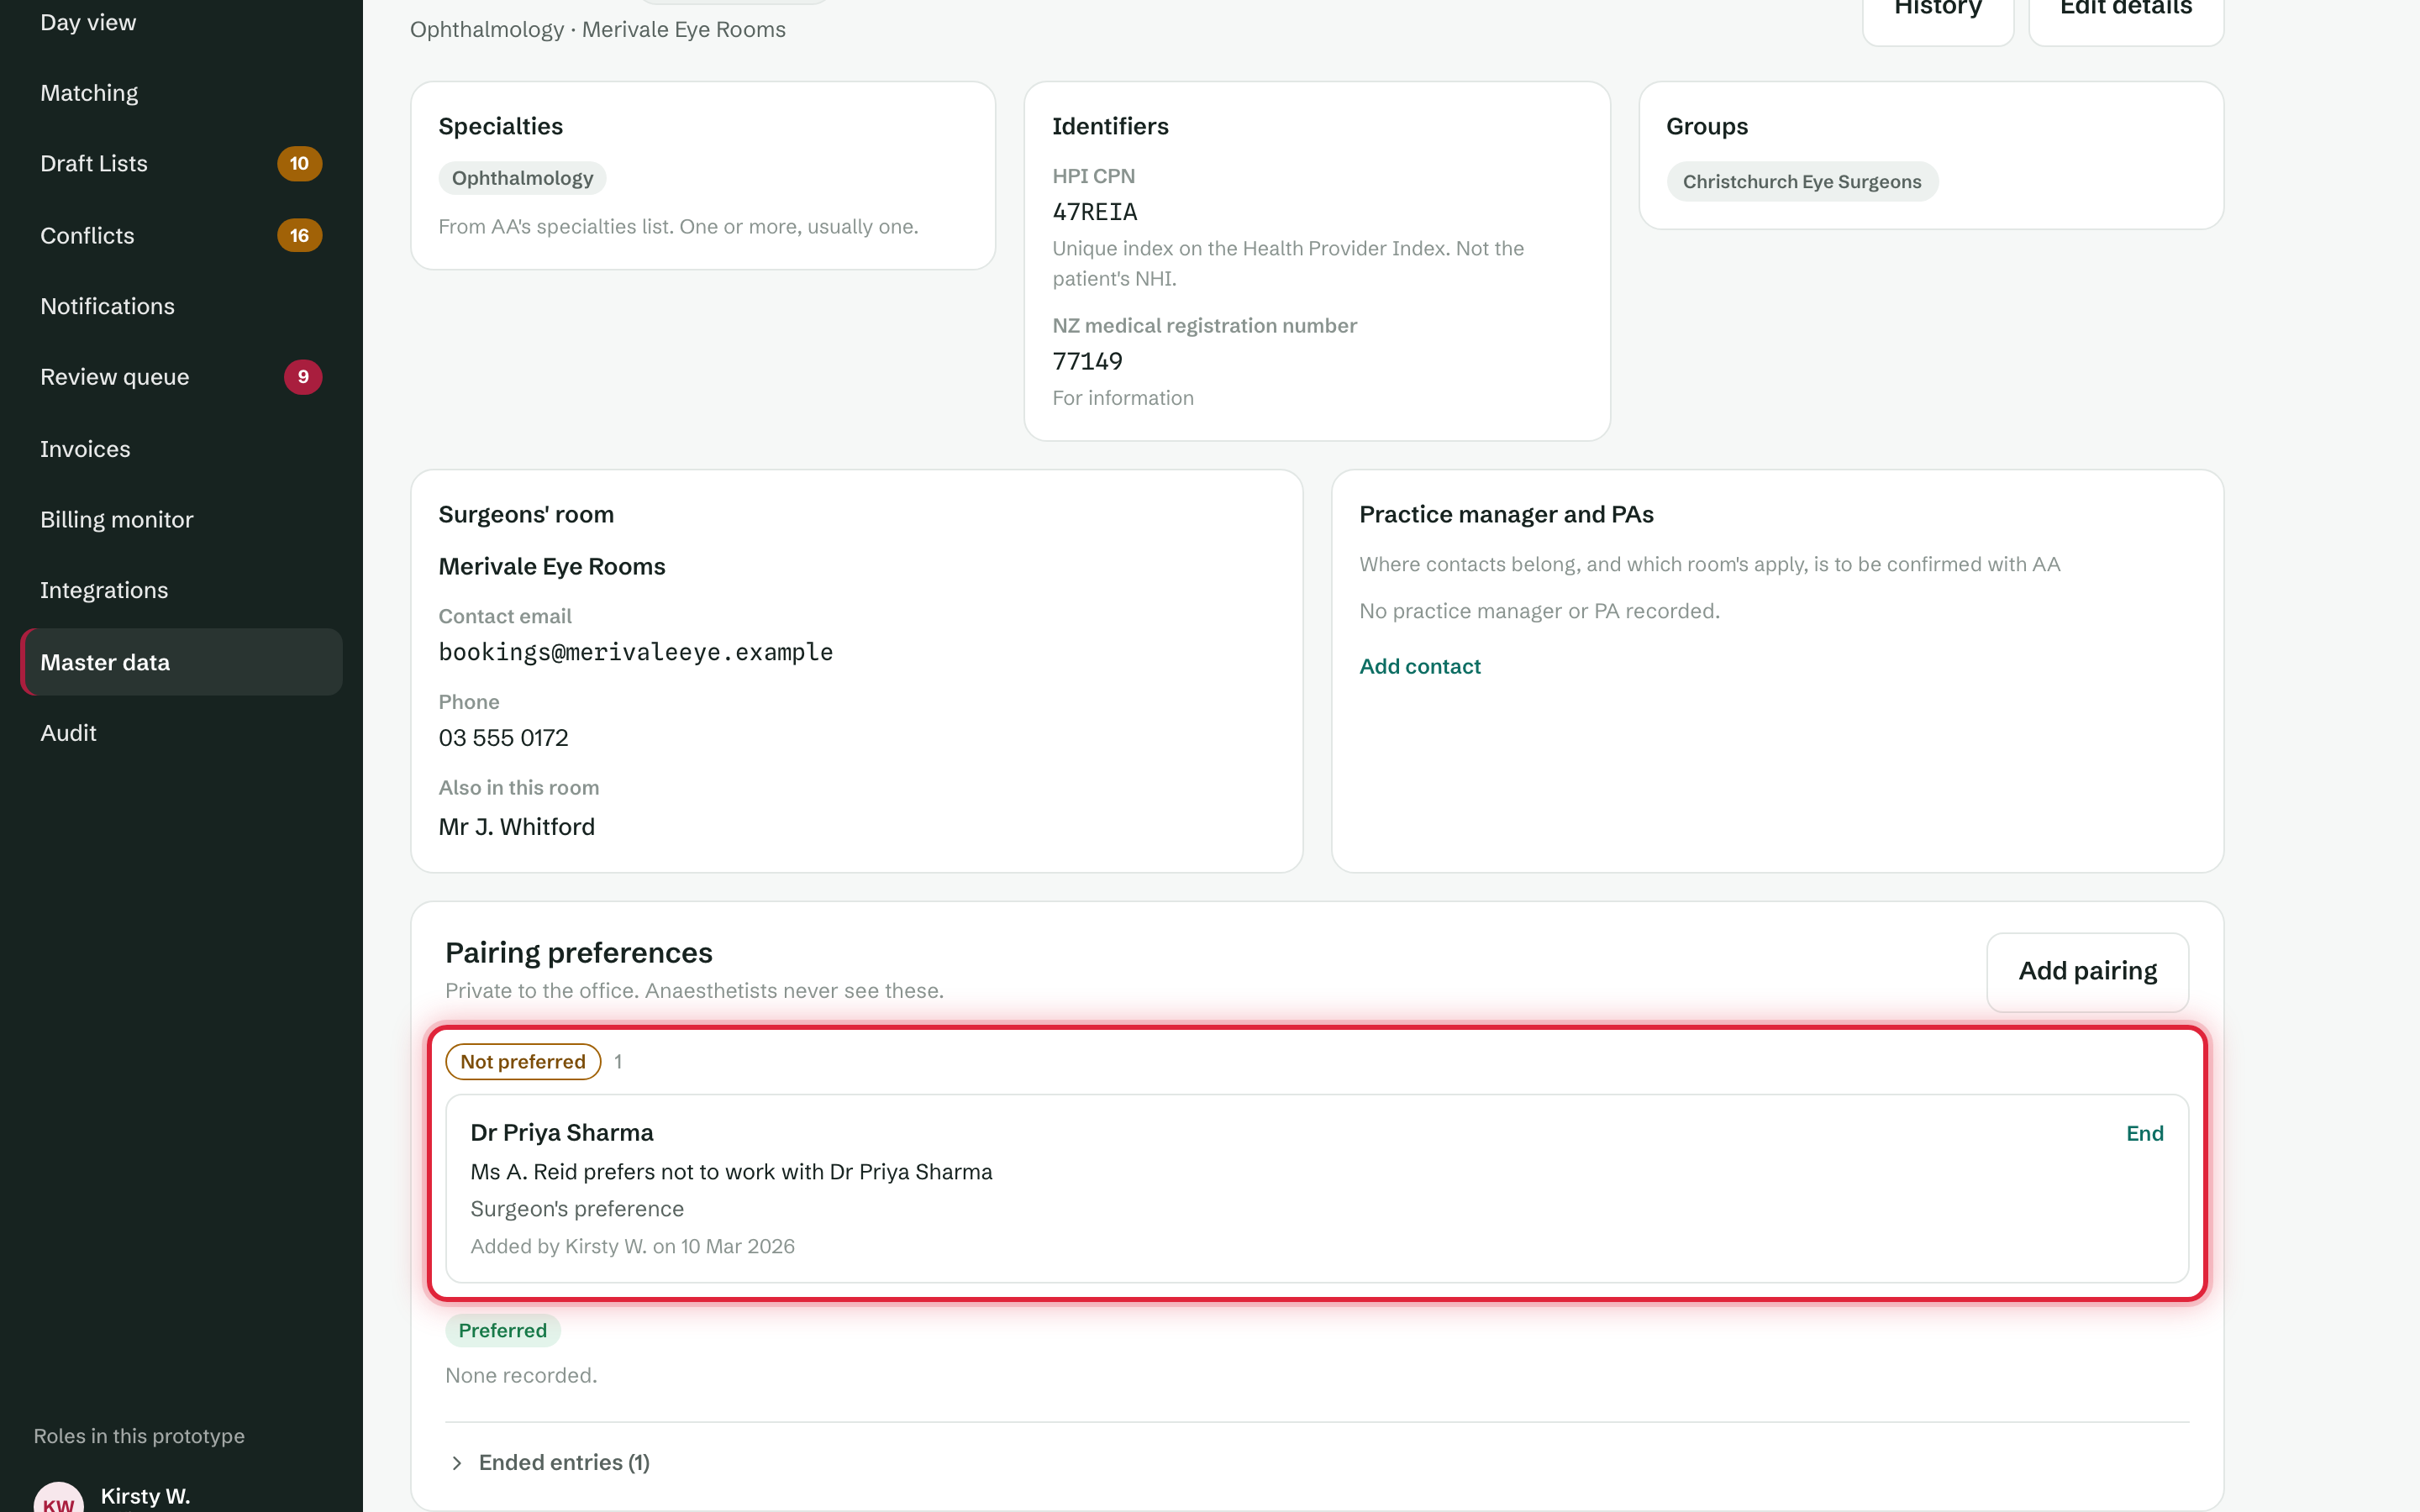 Day view
Matching
Draft Lists 10
Conflicts 16
Notifications
Review queue 9
Invoices
Billing monitor
Integrations
Master data
Audit
Roles in this prototype
KW Kirsty W.
Ophthalmology · Merivale Eye Rooms
History
Edit details
Specialties
Ophthalmology
From AA's specialties list. One or more, usually one.
Identifiers
HPI CPN
47REIA
Unique index on the Health Provider Index. Not the
patient's NHI.
NZ medical registration number
77149
For information
Groups
Christchurch Eye Surgeons
Surgeons' room
Merivale Eye Rooms
Contact email
bookings@merivaleeye.example
Phone
03 555 0172
Also in this room
Mr J. Whitford
Practice manager and PAs
Where contacts belong, and which room's apply, is to be confirmed with AA
No practice manager or PA recorded.
Add contact
Pairing preferences
Private to the office. Anaesthetists never see these.
Add pairing
Not preferred 1
Dr Priya Sharma
End
Ms A. Reid prefers not to work with Dr Priya Sharma
Surgeon's preference
Added by Kirsty W. on 10 Mar 2026
Preferred
None recorded.
Ended entries (1)